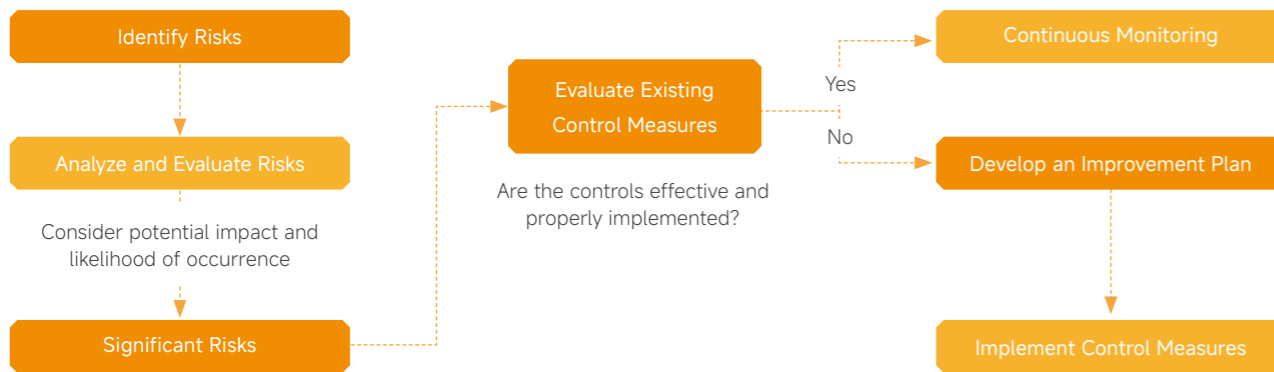 Identify Risks
Analyze and Evaluate Risks
Consider potential impact and
likelihood of occurrence
Significant Risks
Evaluate Existing
Control Measures
Are the controls effective and
properly implemented?
Yes
No
Continuous Monitoring
Develop an Improvement Plan
Implement Control Measures